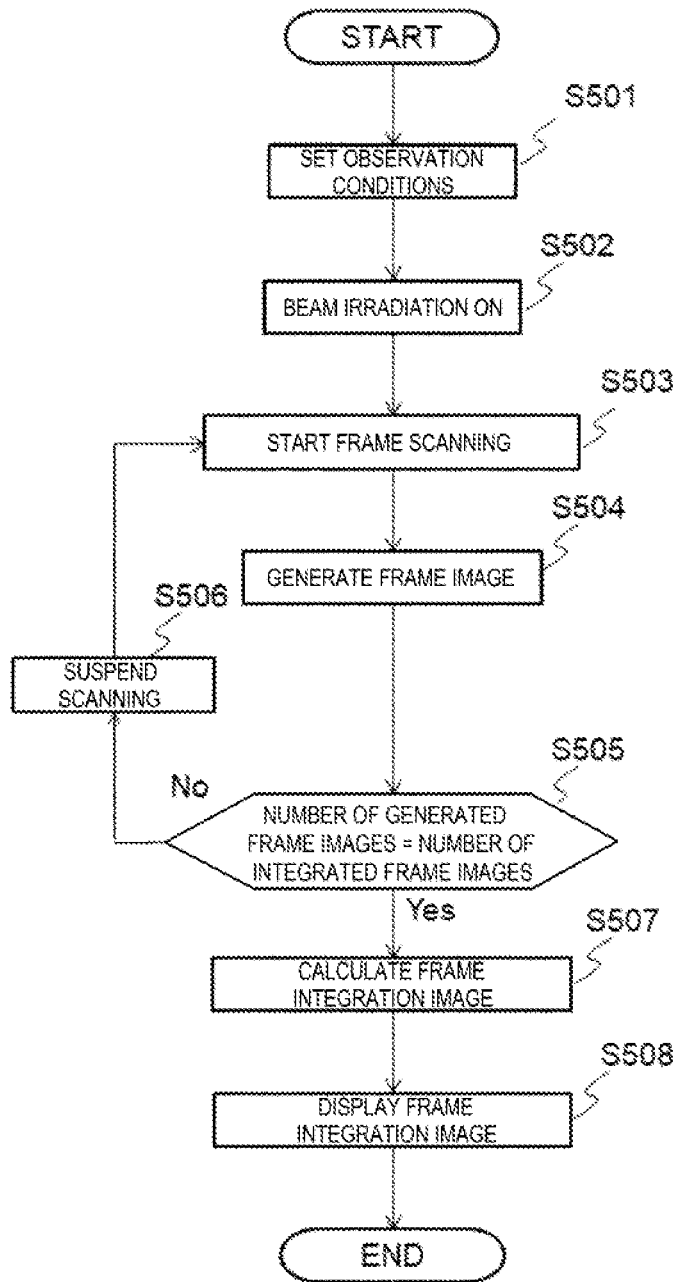 START
S501
SET OBSERVATION
CONDITIONS
S502
BEAM IRRADIATION ON
S503
START FRAME SCANNING
S504
GENERATE FRAME IMAGE
S506
SUSPEND
SCANNING
S505
No
NUMBER OF GENERATED
FRAME IMAGES = NUMBER OF
INTEGRATED FRAME IMAGES
Yes
S507
CALCULATE FRAME
INTEGRATION IMAGE
S508
DISPLAY FRAME
INTEGRATION IMAGE
END